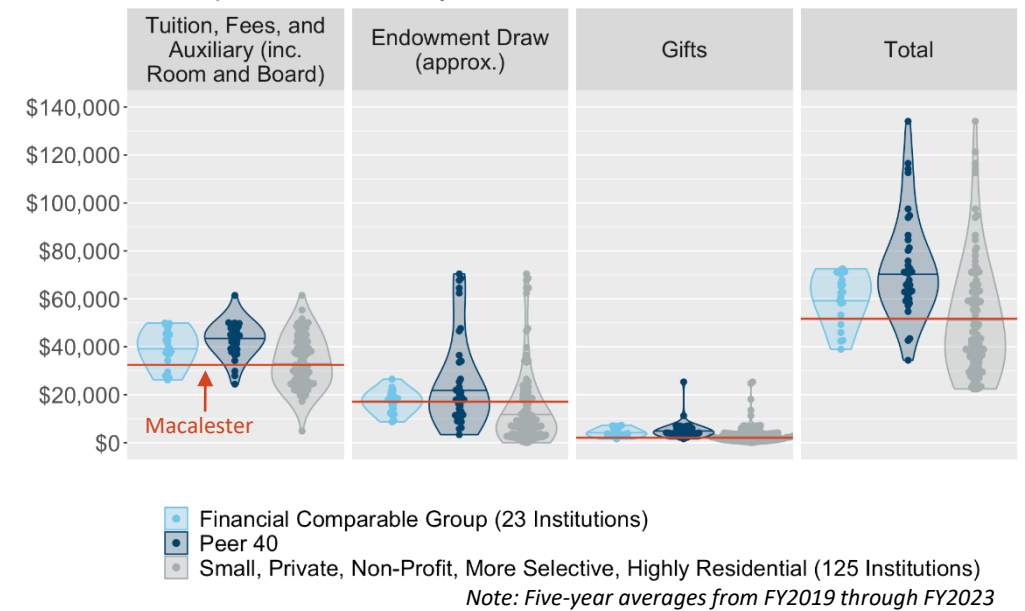 Tuition, Fees, and
Auxiliary (inc.
Room and Board)
Endowment Draw
(approx.)
Gifts
Total
$140,000
$120,000
$100,000
$80,000
$60,000
$40,000
$20,000
$0
Macalester
Financial Comparable Group (23 Institutions)
Peer 40
Small, Private, Non-Profit, More Selective, Highly Residential (125 Institutions)
Note: Five-year averages from FY2019 through FY2023